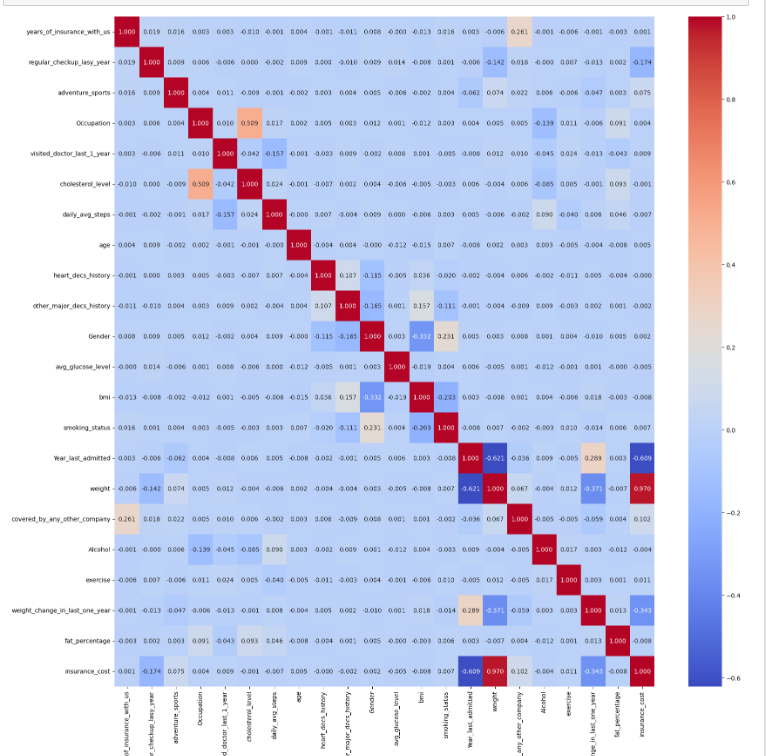 years_of_insurance_with_us 1.000 0.019 0.016 0.003 0.003 -0.010 -0.001 0.004 -0.001 -0.011 0.008 -0.000 -0.013 0.016 0.003 -0.006 0.261 -0.001 -0.006 -0.001 -0.003 0.001
regular_checkup_lasy_year 0.019 1.000 0.009 0.006 -0.006 0.000 -0.002 0.009 0.000 -0.010 0.009 0.014 -0.008 0.001 -0.006 -0.142 0.018 -0.000 0.007 -0.013 0.002 -0.174
adventure_sports 0.016 0.009 1.000 0.004 0.011 -0.009 -0.001 -0.002 0.003 0.004 0.005 -0.006 -0.002 0.004 -0.062 0.074 0.022 0.006 -0.006 -0.047 0.003 0.075
Occupation 0.003 0.006 0.004 1.000 0.010 0.509 0.017 0.002 0.005 0.003 0.012 0.001 -0.012 0.003 0.004 0.005 0.005 -0.139 0.011 -0.006 0.091 0.004
visited_doctor_last_1_year 0.003 -0.006 0.011 0.010 1.000 -0.042 -0.157 -0.001 -0.003 0.009 -0.002 0.008 0.001 -0.005 -0.008 0.012 0.010 -0.045 0.024 -0.013 -0.043 0.009
cholesterol_level -0.010 0.000 -0.009 0.509 -0.042 1.000 0.024 -0.001 -0.007 0.002 0.004 -0.006 -0.005 -0.003 0.006 -0.004 0.006 -0.085 0.005 -0.001 0.093 -0.001
daily_avg_steps -0.001 -0.002 -0.001 0.017 -0.157 0.024 1.000 -0.000 0.007 -0.004 0.009 0.000 -0.006 0.003 0.005 -0.006 -0.002 0.090 -0.040 0.008 0.046 -0.007
age 0.004 0.009 -0.002 0.002 -0.001 -0.001 -0.000 1.000 -0.004 0.004 -0.000 -0.012 -0.015 0.007 -0.008 0.002 0.003 0.003 -0.005 -0.004 -0.008 0.005
heart_decs_history -0.001 0.000 0.003 0.005 -0.003 -0.007 0.007 -0.004 1.000 0.107 -0.115 -0.005 0.036 -0.020 -0.002 -0.004 0.006 -0.002 -0.011 0.005 -0.004 -0.000
other_major_decs_history -0.011 -0.010 0.004 0.003 0.009 0.002 -0.004 0.004 0.107 1.000 -0.165 0.001 0.157 -0.111 -0.001 -0.004 -0.009 0.009 -0.003 0.002 0.001 -0.002
Gender 0.008 0.009 0.005 0.012 -0.002 0.004 0.009 -0.000 -0.115 -0.165 1.000 0.003 -0.332 0.231 0.005 0.003 0.008 0.001 0.004 -0.010 0.005 0.002
avg_glucose_level -0.000 0.014 -0.006 0.001 0.008 -0.006 0.000 -0.012 -0.005 0.001 0.003 1.000 -0.019 0.004 0.006 -0.005 0.001 -0.012 -0.001 0.001 -0.000 -0.005
bmi -0.013 -0.008 -0.002 -0.012 0.001 -0.005 -0.006 -0.015 0.036 0.157 -0.332 -0.019 1.000 -0.203 0.003 -0.008 0.001 0.004 -0.006 0.018 -0.003 -0.008
smoking_status 0.016 0.001 0.004 0.003 -0.005 -0.003 0.003 0.007 -0.020 -0.111 0.231 0.004 -0.203 1.000 -0.008 0.007 -0.002 0.003 0.006 -0.014 0.006 0.007
Year_last_admitted 0.003 -0.006 -0.062 0.004 -0.008 0.006 0.005 -0.008 -0.002 -0.001 0.005 0.006 0.003 -0.008 1.000 -0.621 -0.036 0.009 -0.005 0.289 0.003 -0.609
weight -0.006 -0.142 0.074 0.005 0.012 -0.004 -0.006 0.002 -0.004 -0.004 0.003 -0.005 -0.008 0.007 -0.621 1.000 0.067 -0.004 0.012 -0.371 -0.007 0.970
covered_by_any_other_company 0.261 0.018 0.022 0.005 0.010 0.006 -0.002 0.003 0.006 -0.009 0.008 0.001 0.001 -0.002 -0.036 0.067 1.000 -0.005 -0.005 -0.059 0.004 0.102
Alcohol -0.001 -0.000 0.006 -0.139 -0.045 -0.085 0.090 0.003 -0.002 0.009 0.001 -0.012 0.004 0.003 0.009 -0.004 -0.005 1.000 0.017 0.003 -0.012 -0.004
exercise -0.006 0.007 -0.006 0.011 0.024 0.005 -0.040 -0.005 -0.011 -0.003 0.004 -0.001 -0.006 0.006 -0.005 0.012 -0.005 0.017 1.000 0.003 0.001 0.011
weight_change_in_last_one_year -0.001 -0.013 -0.047 -0.006 -0.013 -0.001 0.008 -0.004 0.005 0.002 -0.010 0.001 0.018 -0.014 0.289 -0.371 -0.059 0.003 0.003 1.000 0.013 -0.343
fat_percentage -0.003 0.002 0.003 0.091 -0.043 0.093 0.046 -0.008 -0.004 0.001 0.005 -0.000 -0.003 0.006 0.003 -0.007 0.004 -0.012 0.001 0.013 1.000 -0.008
insurance_cost 0.001 -0.174 0.075 0.004 0.009 -0.001 -0.007 0.005 -0.000 -0.002 0.002 -0.005 -0.008 0.007 -0.609 0.970 0.102 -0.004 0.011 -0.343 -0.008 1.000
of_insurance_with_us
r_checkup_lasy_year
adventure_sports
Occupation
d_doctor_last_1_year
cholesterol_level
daily_avg_steps
age
heart_decs_history
r_major_decs_history
Gender
avg_glucose_level
bmi
smoking_status
Year_last_admitted
weight
any_other_company
Alcohol
exercise
nge_in_last_one_year
fat_percentage
insurance_cost
1.0
0.8
0.6
0.4
0.2
0.0
−0.2
−0.4
−0.6